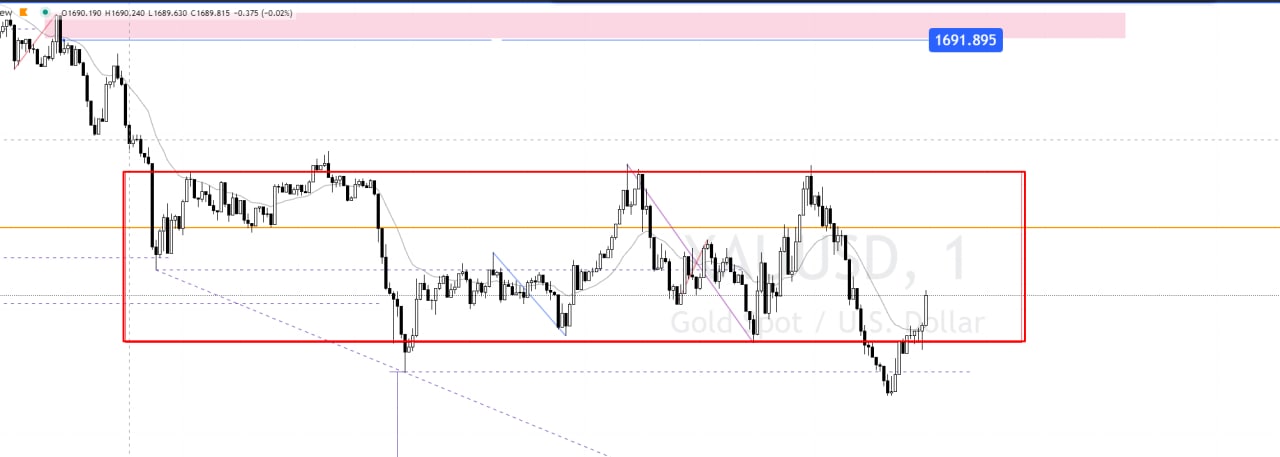 ew O1690.190 H1690.240 L1689.630 C1689.815 -0.375 (-0.02%)
1691.895
XAUUSD, 1
Gold Spot / U.S. Dollar